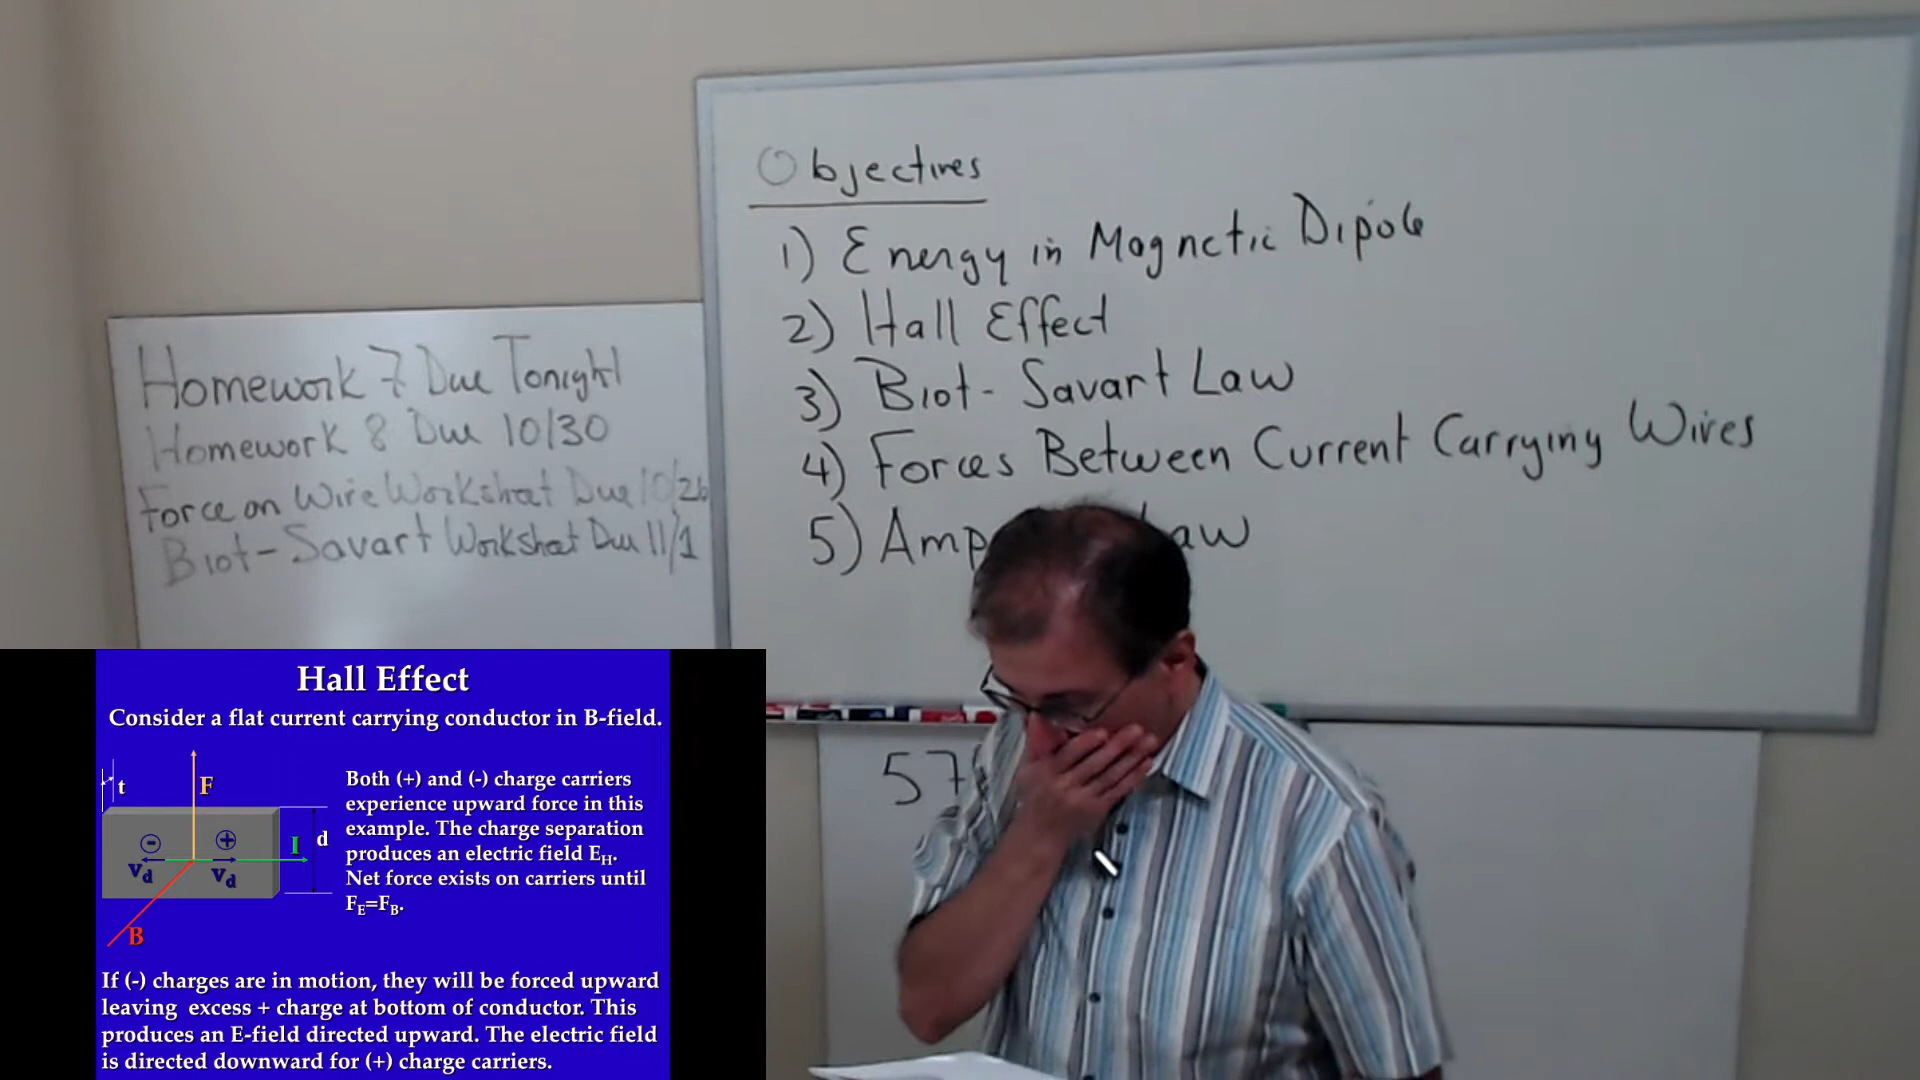 Objectives
1) Energy in Magnetic Dipole
2) Hall Effect
3) Biot-Savart Law
4) Forces Between Current Carrying Wires
5) Amp
aw
Homework 7 Due Tonight
Homework 8 Due 10/30
Force on Wire Worksheet Due 10/26
Biot-Savart Worksheet Due 11/1
57
Hall Effect
Consider a flat current carrying conductor in B-field.
t
F
d
I
- +
vd vd
B
Both (+) and (-) charge carriers
experience upward force in this
example. The charge separation
produces an electric field EH.
Net force exists on carriers until
FE=FB.
If (-) charges are in motion, they will be forced upward
leaving excess + charge at bottom of conductor. This
produces an E-field directed upward. The electric field
is directed downward for (+) charge carriers.